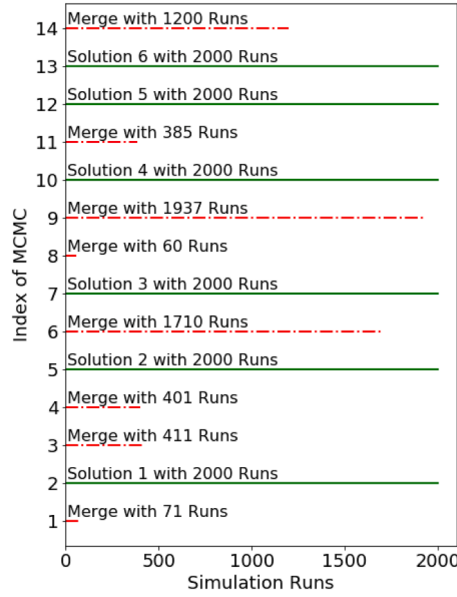 14 Merge with 1200 Runs
13 Solution 6 with 2000 Runs
12 Solution 5 with 2000 Runs
11 Merge with 385 Runs
10 Solution 4 with 2000 Runs
9 Merge with 1937 Runs
8 Merge with 60 Runs
7 Solution 3 with 2000 Runs
6 Merge with 1710 Runs
5 Solution 2 with 2000 Runs
4 Merge with 401 Runs
3 Merge with 411 Runs
2 Solution 1 with 2000 Runs
1 Merge with 71 Runs
Index of MCMC
0 500 1000 1500 2000
Simulation Runs